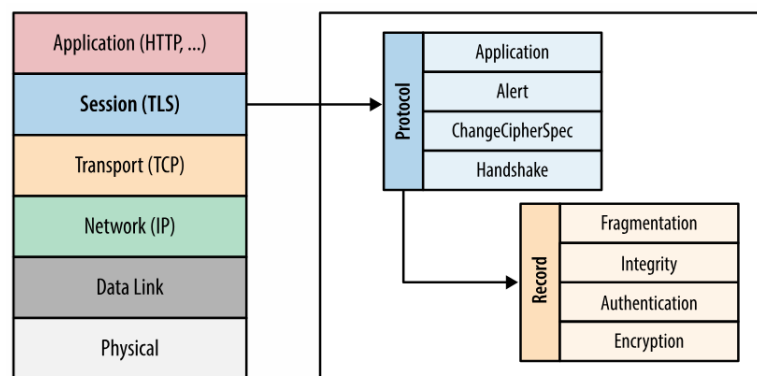 Application (HTTP, ...)
Session (TLS)
Transport (TCP)
Network (IP)
Data Link
Physical
Protocol
Application
Alert
ChangeCipherSpec
Handshake
Record
Fragmentation
Integrity
Authentication
Encryption